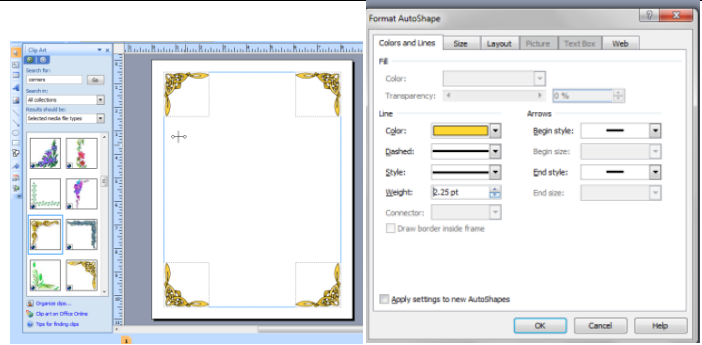 Clip Art
Search for:
corners
Go
Search in:
All collections
Results should be:
Selected media file types
Organize clips...
Clip art on Office Online
Tips for finding clips
1
Format AutoShape
Colors and Lines
Size
Layout
Picture
Text Box
Web
Fill
Color:
Transparency:
0 %
Line
Arrows
Color:
Begin style:
Dashed:
Begin size:
Style:
End style:
Weight:
2.25 pt
End size:
Connector:
Draw border inside frame
Apply settings to new AutoShapes
OK
Cancel
Help